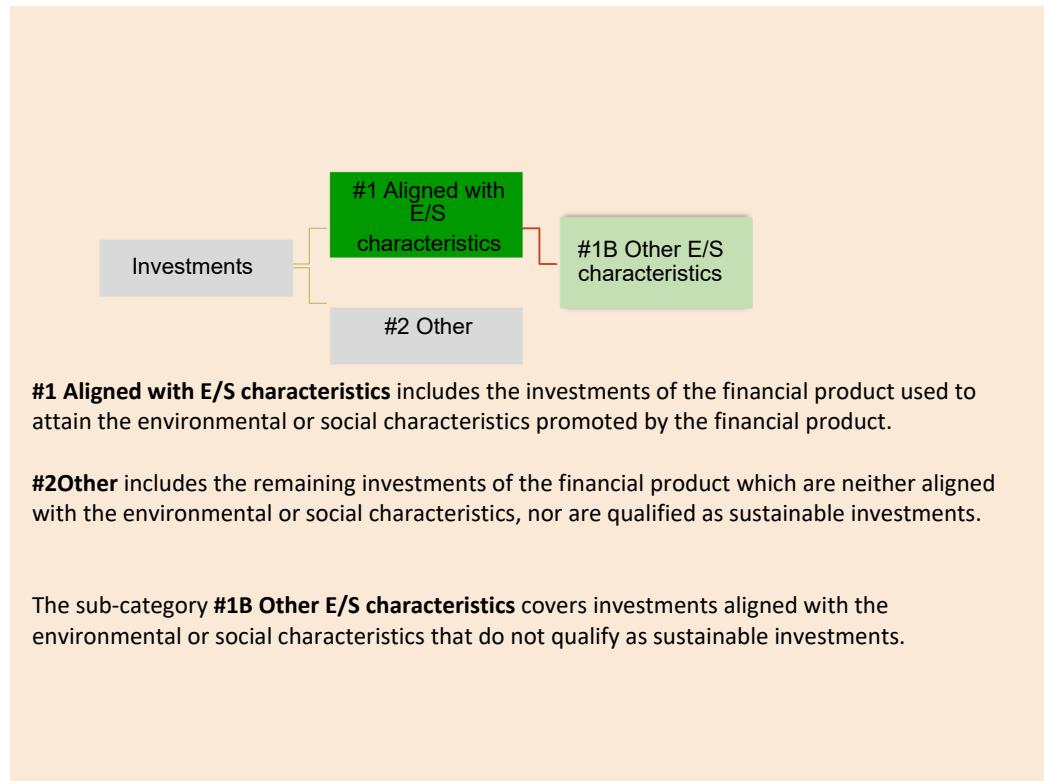 #1 Aligned with
E/S
characteristics
Investments
#1B Other E/S
characteristics
#2 Other
#1 Aligned with E/S characteristics includes the investments of the financial product used to
attain the environmental or social characteristics promoted by the financial product.
#2Other includes the remaining investments of the financial product which are neither aligned
with the environmental or social characteristics, nor are qualified as sustainable investments.
The sub-category #1B Other E/S characteristics covers investments aligned with the
environmental or social characteristics that do not qualify as sustainable investments.